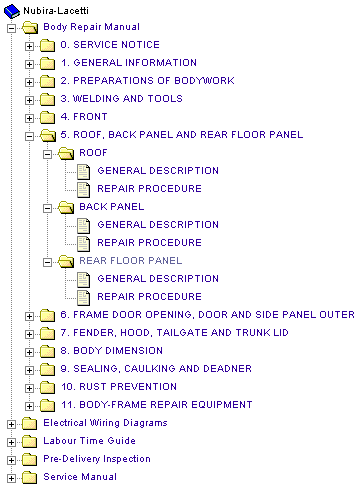 Nubira-Lacetti
Body Repair Manual
0. SERVICE NOTICE
1. GENERAL INFORMATION
2. PREPARATIONS OF BODYWORK
3. WELDING AND TOOLS
4. FRONT
5. ROOF, BACK PANEL AND REAR FLOOR PANEL
ROOF
GENERAL DESCRIPTION
REPAIR PROCEDURE
BACK PANEL
GENERAL DESCRIPTION
REPAIR PROCEDURE
REAR FLOOR PANEL
GENERAL DESCRIPTION
REPAIR PROCEDURE
6. FRAME DOOR OPENING, DOOR AND SIDE PANEL OUTER
7. FENDER, HOOD, TAILGATE AND TRUNK LID
8. BODY DIMENSION
9. SEALING, CAULKING AND DEADNER
10. RUST PREVENTION
11. BODY-FRAME REPAIR EQUIPMENT
Electrical Wiring Diagrams
Labour Time Guide
Pre-Delivery Inspection
Service Manual